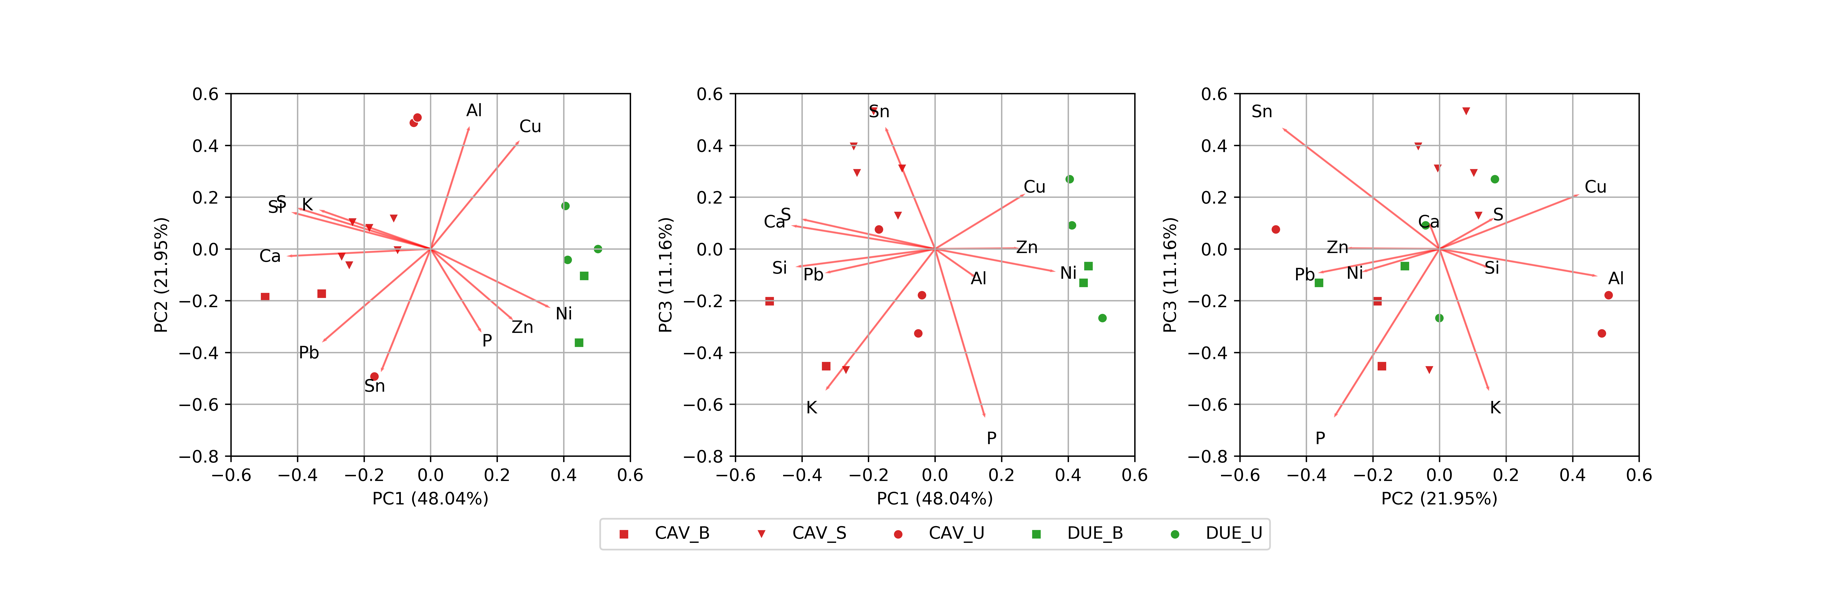 0.6
0.4
0.2
0.0
−0.2
−0.4
−0.6
−0.8
PC2 (21.95%)
Al
Cu
S
Si
K
Ca
Ni
Zn
P
Pb
Sn
−0.6 −0.4 −0.2 0.0 0.2 0.4 0.6
PC1 (48.04%)
0.6
0.4
0.2
0.0
−0.2
−0.4
−0.6
−0.8
PC3 (11.16%)
Sn
Cu
S
Ca
Zn
Si
Pb
Al
Ni
K
P
−0.6 −0.4 −0.2 0.0 0.2 0.4 0.6
PC1 (48.04%)
0.6
0.4
0.2
0.0
−0.2
−0.4
−0.6
−0.8
PC3 (11.16%)
Sn
Cu
Ca
S
Zn
Pb
Ni
Si
Al
K
P
−0.6 −0.4 −0.2 0.0 0.2 0.4 0.6
PC2 (21.95%)
CAV_B CAV_S CAV_U DUE_B DUE_U